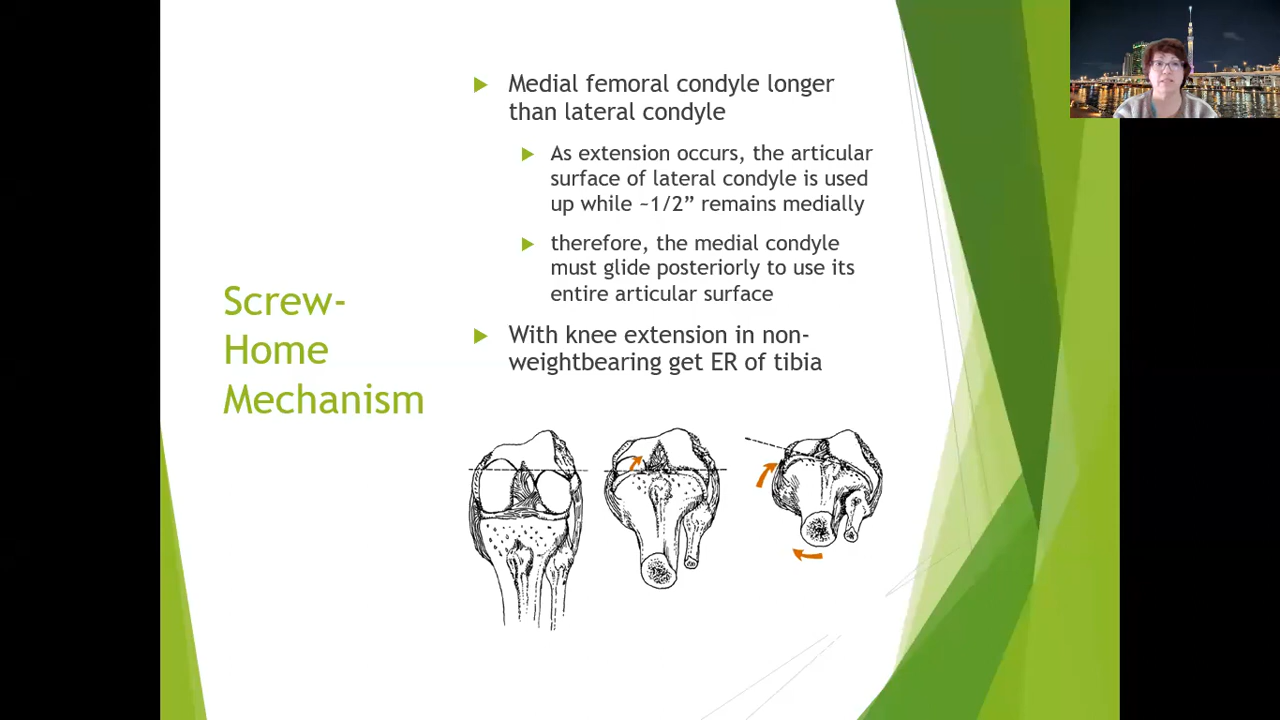 Screw-
Home
Mechanism
Medial femoral condyle longer
than lateral condyle
As extension occurs, the articular
surface of lateral condyle is used
up while ~1/2” remains medially
therefore, the medial condyle
must glide posteriorly to use its
entire articular surface
With knee extension in non-
weightbearing get ER of tibia